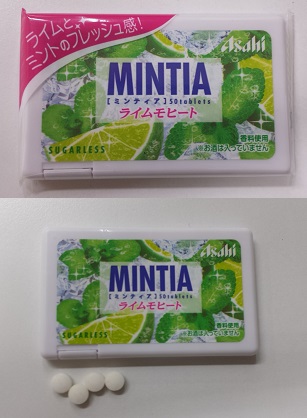 ライムと
ミントのフレッシュ感!
Asahi
MINTIA
[ミンティア]50tablets
ライムモヒート
香料使用
※お酒は入っていません
SUGARLESS
Asahi
MINTIA
[ミンティア]50tablets
ライムモヒート
香料使用
※お酒は入っていません
SUGARLESS